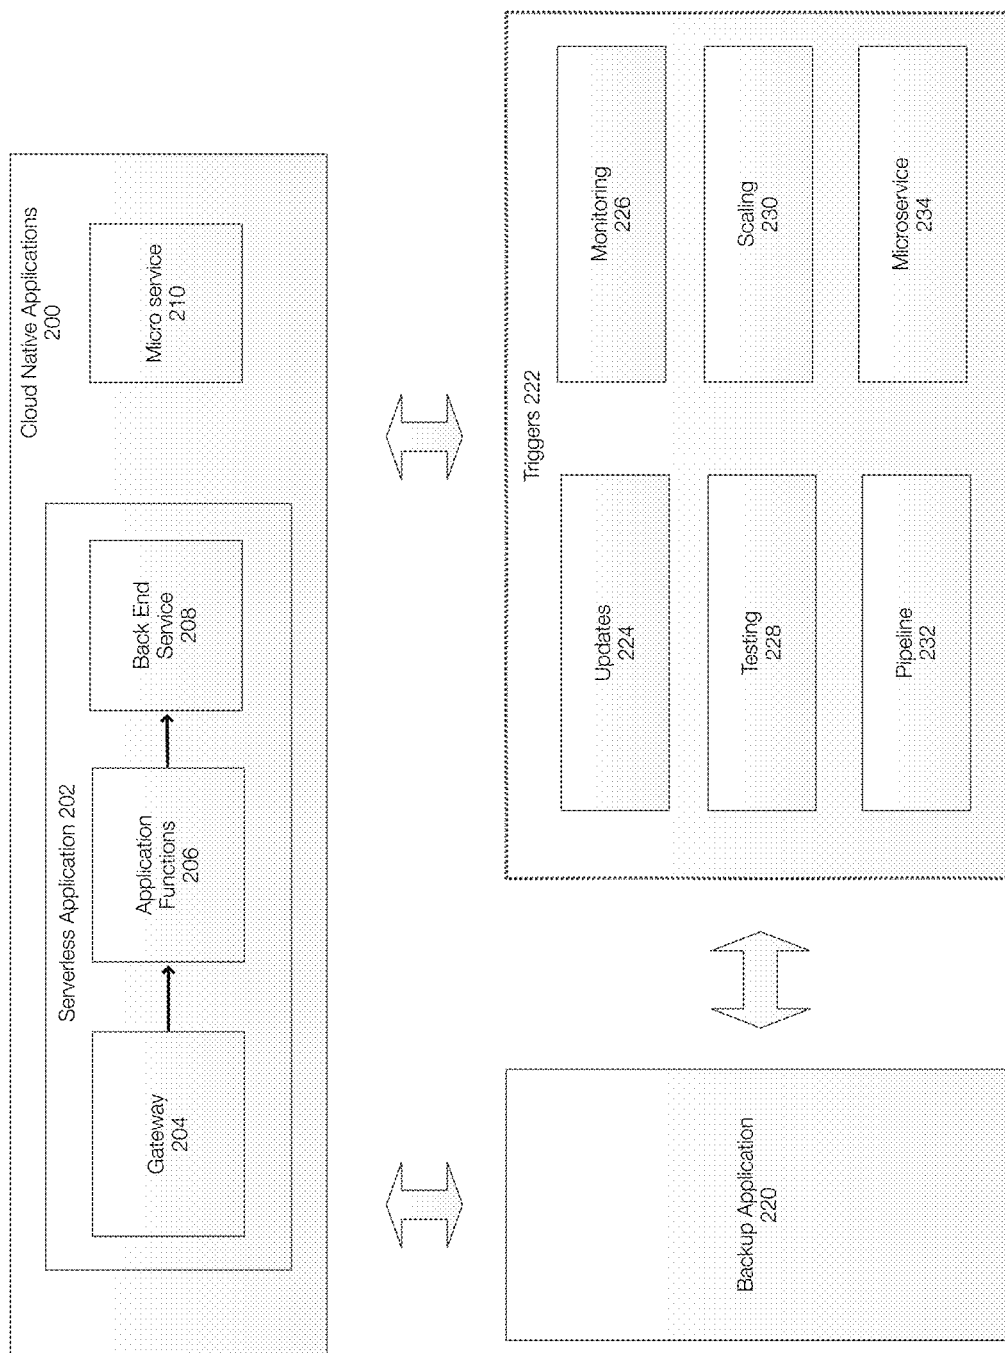 Cloud Native Applications
200
Serverless Application 202
Gateway
204
Application
Functions
206
Back End
Service
208
Micro service
210
Backup Application
220
Triggers 222
Updates
224
Monitoring
226
Testing
228
Scaling
230
Pipeline
232
Microservice
234